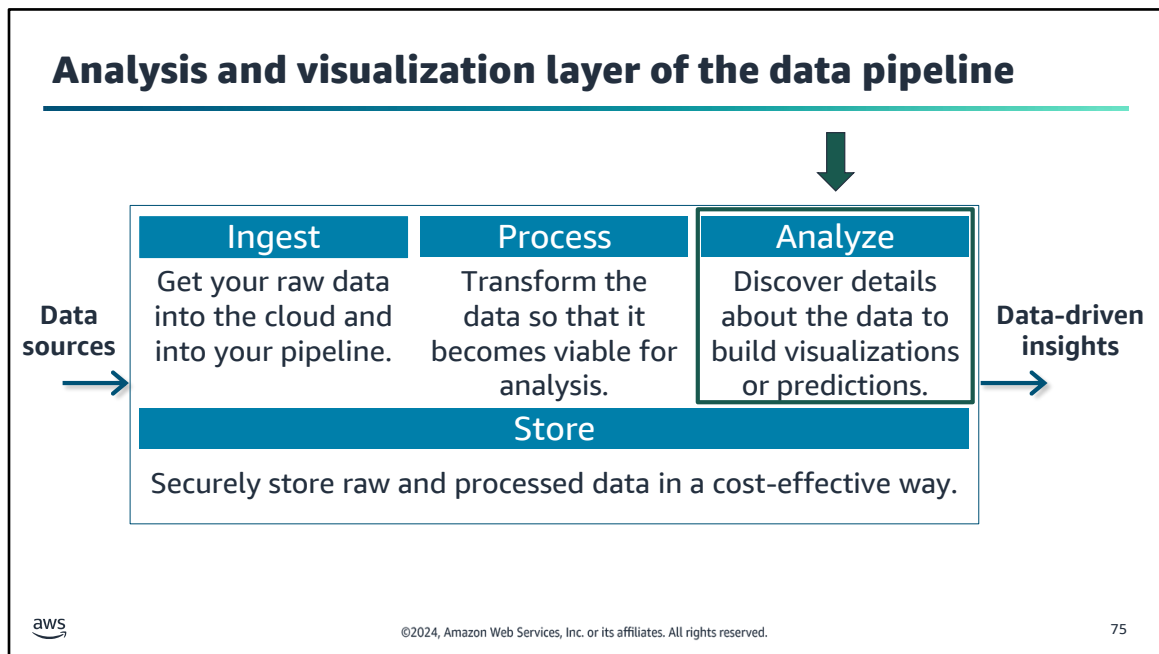 Analysis and visualization layer of the data pipeline
Data
sources
Ingest
Get your raw data
into the cloud and
into your pipeline.
Process
Transform the
data so that it
becomes viable for
analysis.
Analyze
Discover details
about the data to
build visualizations
or predictions.
Data-driven
insights
Store
Securely store raw and processed data in a cost-effective way.
aws
©2024, Amazon Web Services, Inc. or its affiliates. All rights reserved.
75